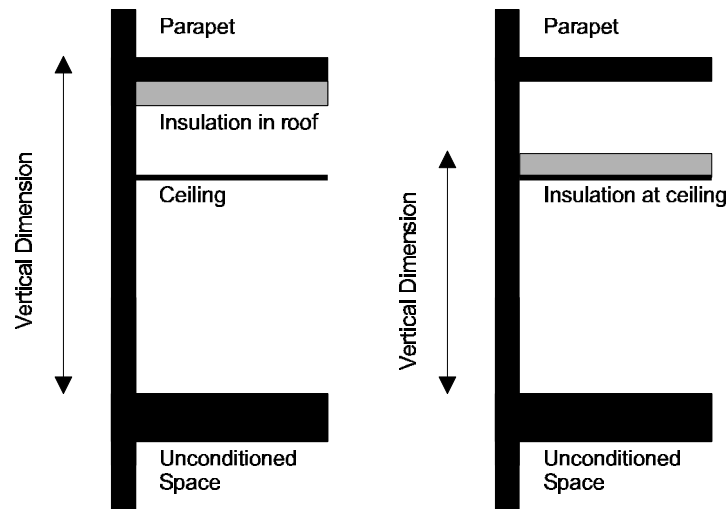 Parapet
Insulation in roof
Ceiling
Vertical Dimension
Unconditioned
Space
Parapet
Insulation at ceiling
Vertical Dimension
Unconditioned
Space